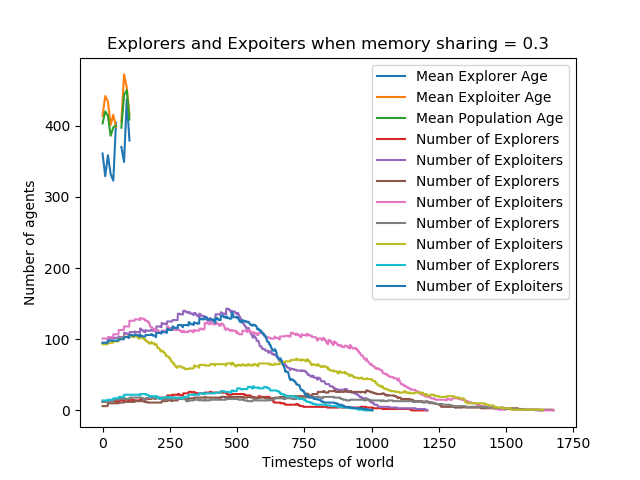 Explorers and Expoiters when memory sharing = 0.3
Number of agents
400
300
200
100
0
Mean Explorer Age
Mean Exploiter Age
Mean Population Age
Number of Explorers
Number of Exploiters
Number of Explorers
Number of Exploiters
Number of Explorers
Number of Exploiters
Number of Explorers
Number of Exploiters
0 250 500 750 1000 1250 1500 1750
Timesteps of world